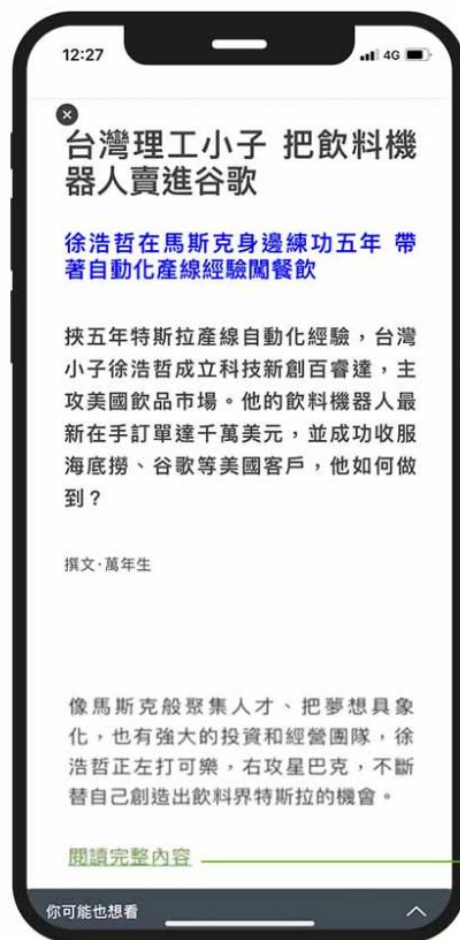 12:27
4G
台灣理工小子 把飲料機
器人賣進谷歌
徐浩哲在馬斯克身邊練功五年 帶
著自動化產線經驗闖餐飲
挾五年特斯拉產線自動化經驗，台灣
小子徐浩哲成立科技新創百睿達，主
攻美國飲品市場。他的飲料機器人最
新在手訂單達千萬美元，並成功收服
海底撈、谷歌等美國客戶，他如何做
到？
撰文·萬年生
像馬斯克般聚集人才、把夢想具象
化，也有強大的投資和經營團隊，徐
浩哲正左打可樂，右攻星巴克，不斷
替自己創造出飲料界特斯拉的機會。
閱讀完整內容
你可能也想看